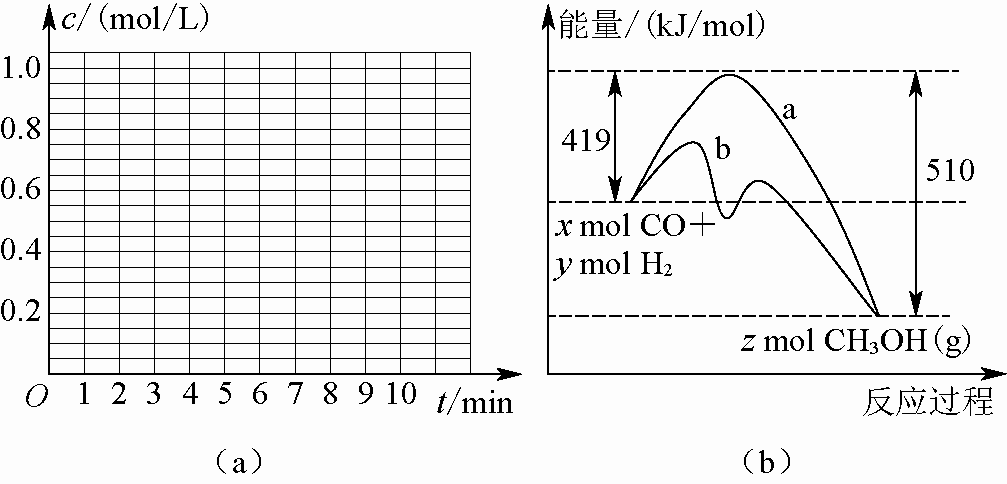 c/(mol/L)
1.0
0.8
0.6
0.4
0.2
O 1 2 3 4 5 6 7 8 9 10 t/min
(a)
能量/(kJ/mol)
419
a
b
510
x mol CO+
y mol H₂
z mol CH₃OH(g)
反应过程
(b)